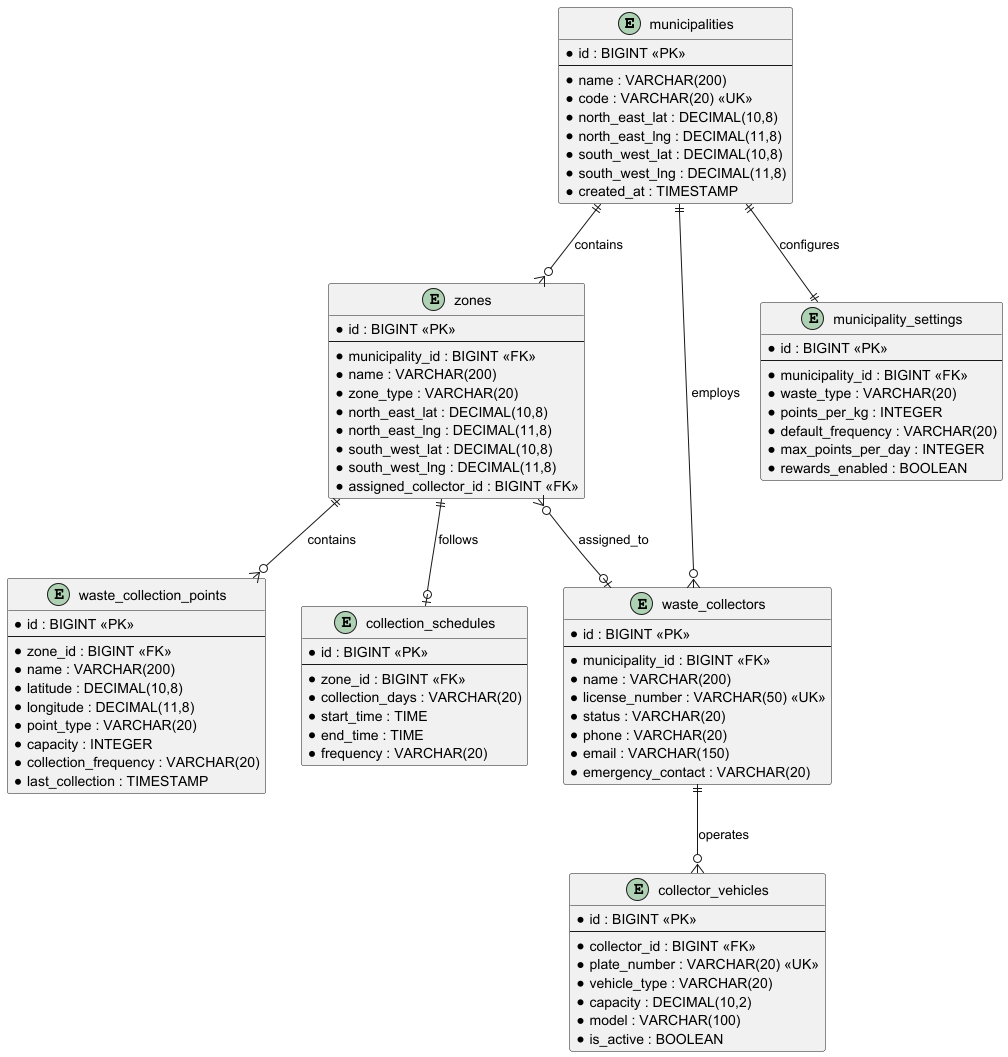 E municipalities
* id : BIGINT «PK»
* name : VARCHAR(200)
* code : VARCHAR(20) «UK»
* north_east_lat : DECIMAL(10,8)
* north_east_lng : DECIMAL(11,8)
* south_west_lat : DECIMAL(10,8)
* south_west_lng : DECIMAL(11,8)
* created_at : TIMESTAMP
contains
employs
configures
E zones
* id : BIGINT «PK»
* municipality_id : BIGINT «FK»
* name : VARCHAR(200)
* zone_type : VARCHAR(20)
* north_east_lat : DECIMAL(10,8)
* north_east_lng : DECIMAL(11,8)
* south_west_lat : DECIMAL(10,8)
* south_west_lng : DECIMAL(11,8)
* assigned_collector_id : BIGINT «FK»
E municipality_settings
* id : BIGINT «PK»
* municipality_id : BIGINT «FK»
* waste_type : VARCHAR(20)
* points_per_kg : INTEGER
* default_frequency : VARCHAR(20)
* max_points_per_day : INTEGER
* rewards_enabled : BOOLEAN
contains
follows
assigned_to
E waste_collection_points
* id : BIGINT «PK»
* zone_id : BIGINT «FK»
* name : VARCHAR(200)
* latitude : DECIMAL(10,8)
* longitude : DECIMAL(11,8)
* point_type : VARCHAR(20)
* capacity : INTEGER
* collection_frequency : VARCHAR(20)
* last_collection : TIMESTAMP
E collection_schedules
* id : BIGINT «PK»
* zone_id : BIGINT «FK»
* collection_days : VARCHAR(20)
* start_time : TIME
* end_time : TIME
* frequency : VARCHAR(20)
E waste_collectors
* id : BIGINT «PK»
* municipality_id : BIGINT «FK»
* name : VARCHAR(200)
* license_number : VARCHAR(50) «UK»
* status : VARCHAR(20)
* phone : VARCHAR(20)
* email : VARCHAR(150)
* emergency_contact : VARCHAR(20)
operates
E collector_vehicles
* id : BIGINT «PK»
* collector_id : BIGINT «FK»
* plate_number : VARCHAR(20) «UK»
* vehicle_type : VARCHAR(20)
* capacity : DECIMAL(10,2)
* model : VARCHAR(100)
* is_active : BOOLEAN